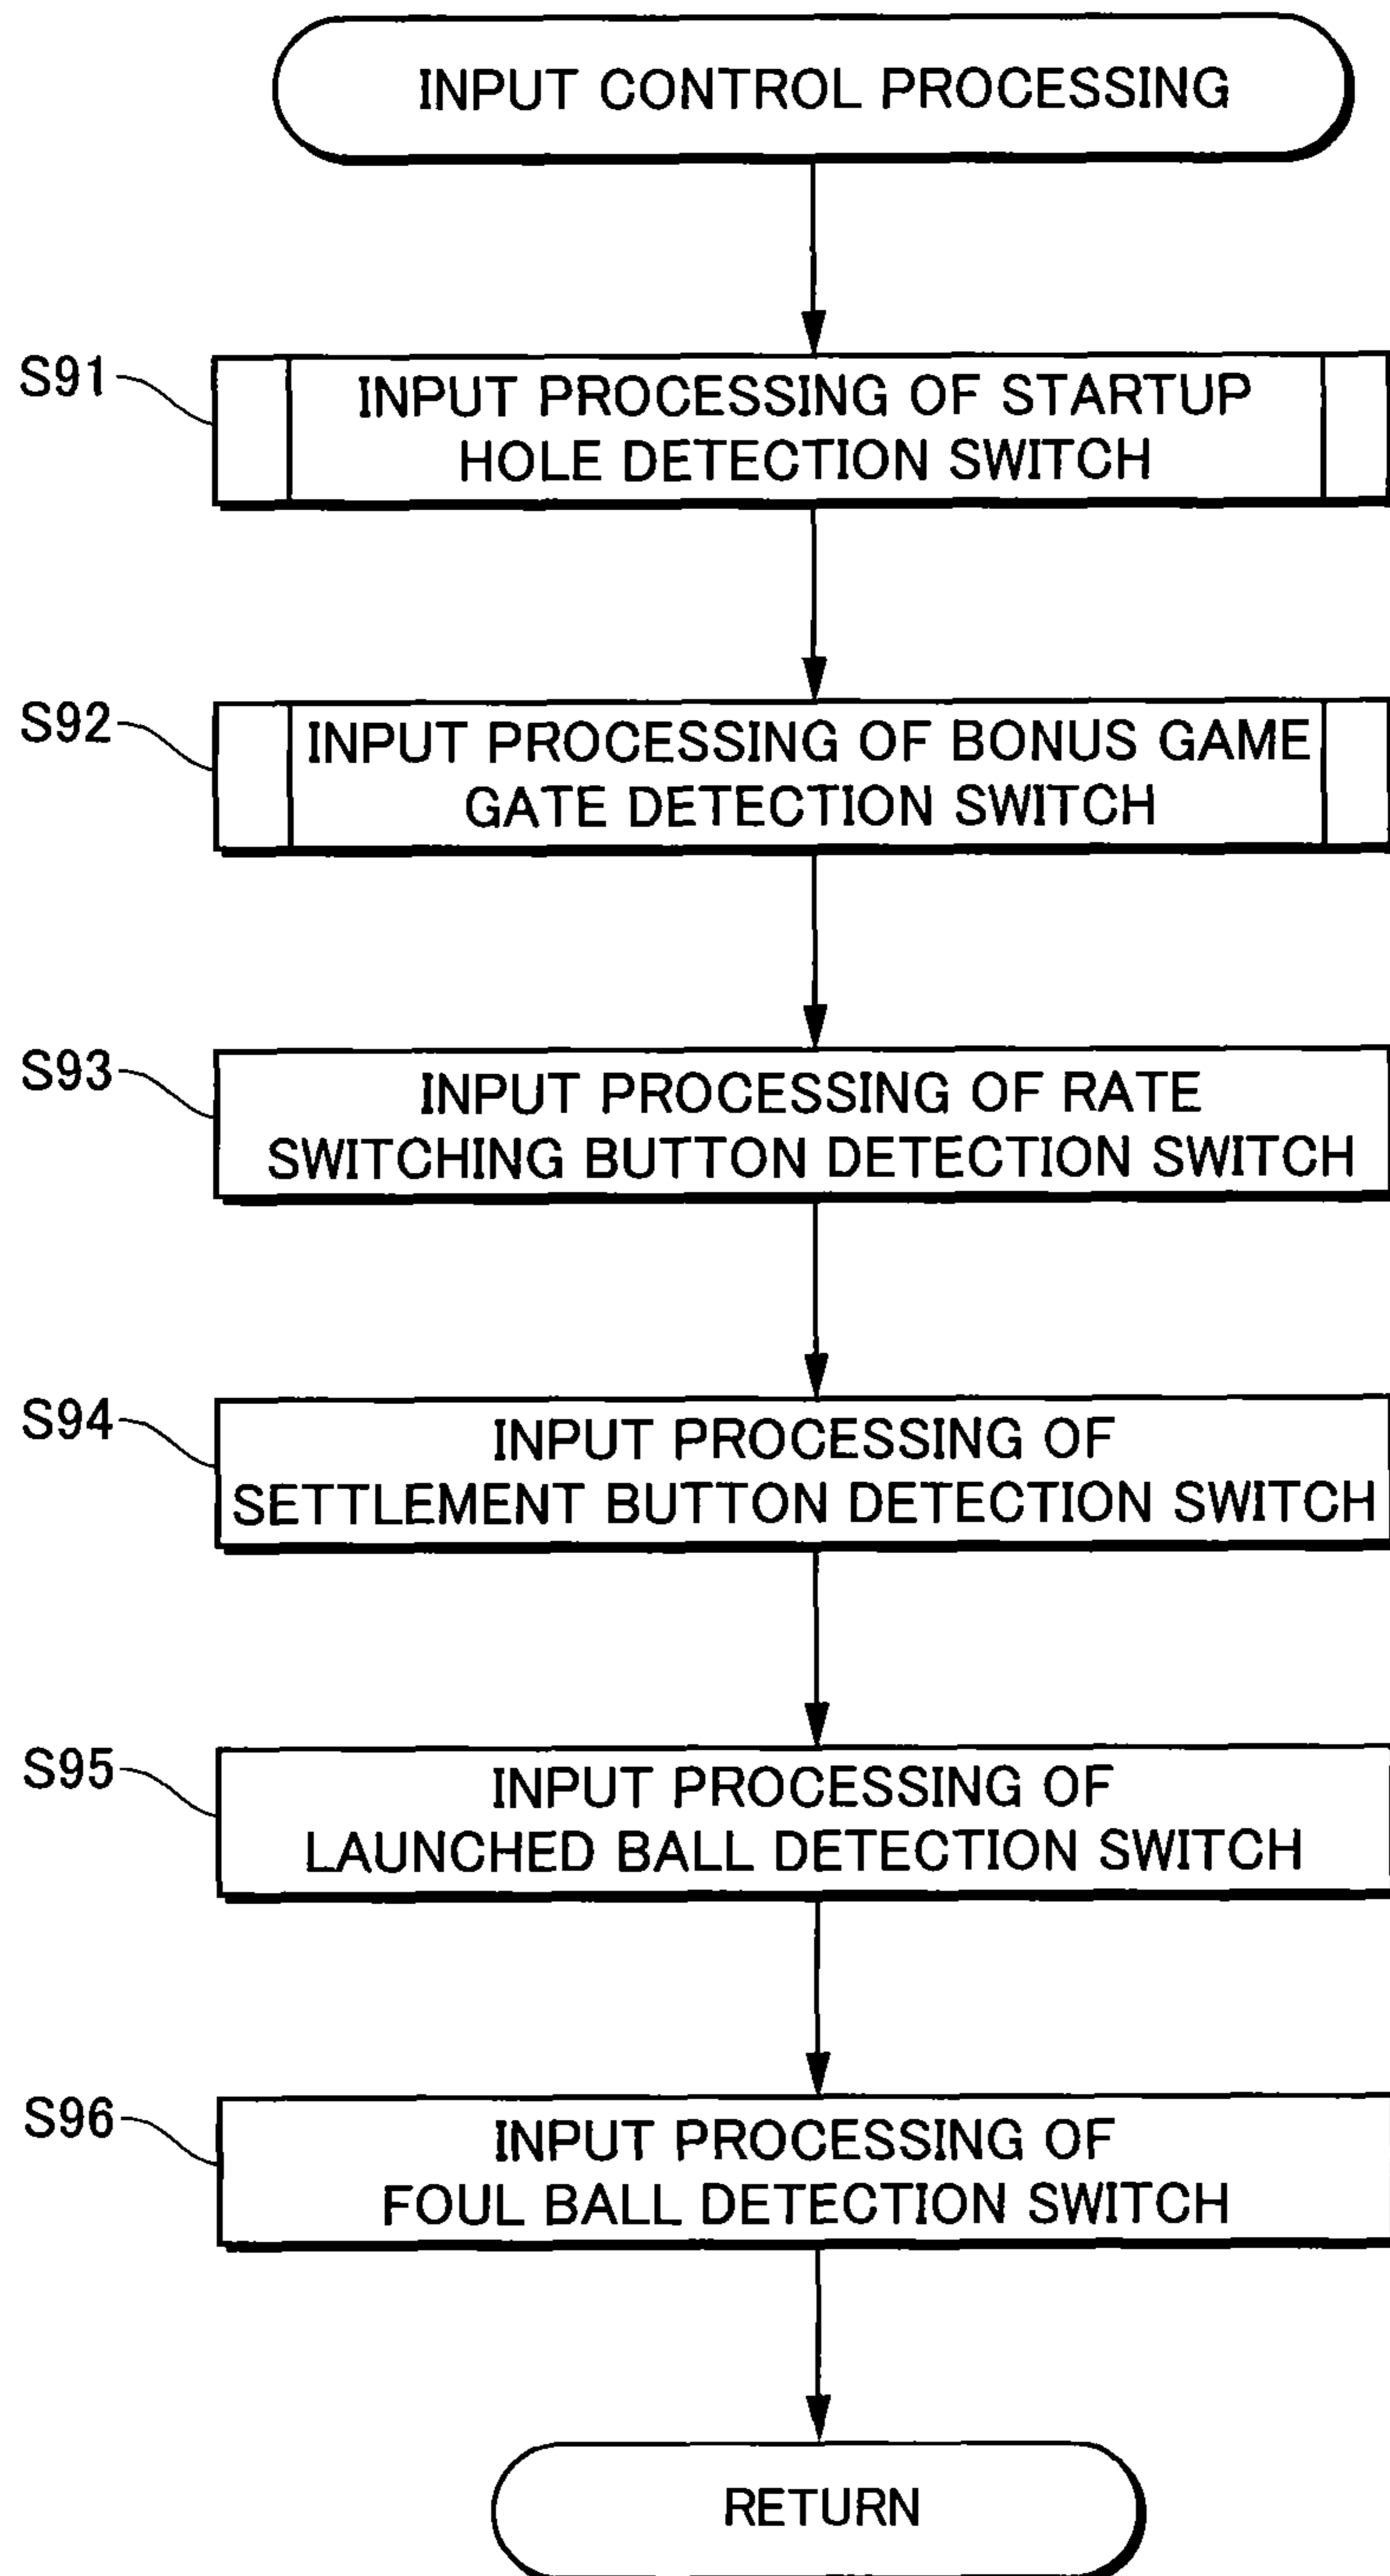 INPUT CONTROL PROCESSING
S91
INPUT PROCESSING OF STARTUP
HOLE DETECTION SWITCH
S92
INPUT PROCESSING OF BONUS GAME
GATE DETECTION SWITCH
S93
INPUT PROCESSING OF RATE
SWITCHING BUTTON DETECTION SWITCH
S94
INPUT PROCESSING OF
SETTLEMENT BUTTON DETECTION SWITCH
S95
INPUT PROCESSING OF
LAUNCHED BALL DETECTION SWITCH
S96
INPUT PROCESSING OF
FOUL BALL DETECTION SWITCH
RETURN